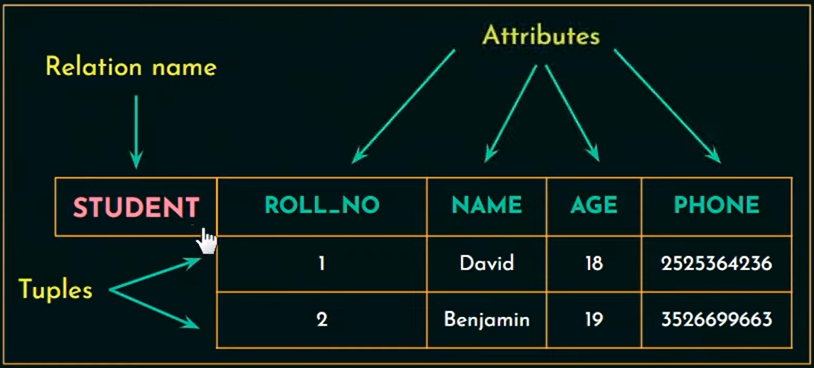 Attributes
Relation name
STUDENT ROLL_NO NAME AGE PHONE
1 David 18 2525364236
Tuples
2 Benjamin 19 3526699663